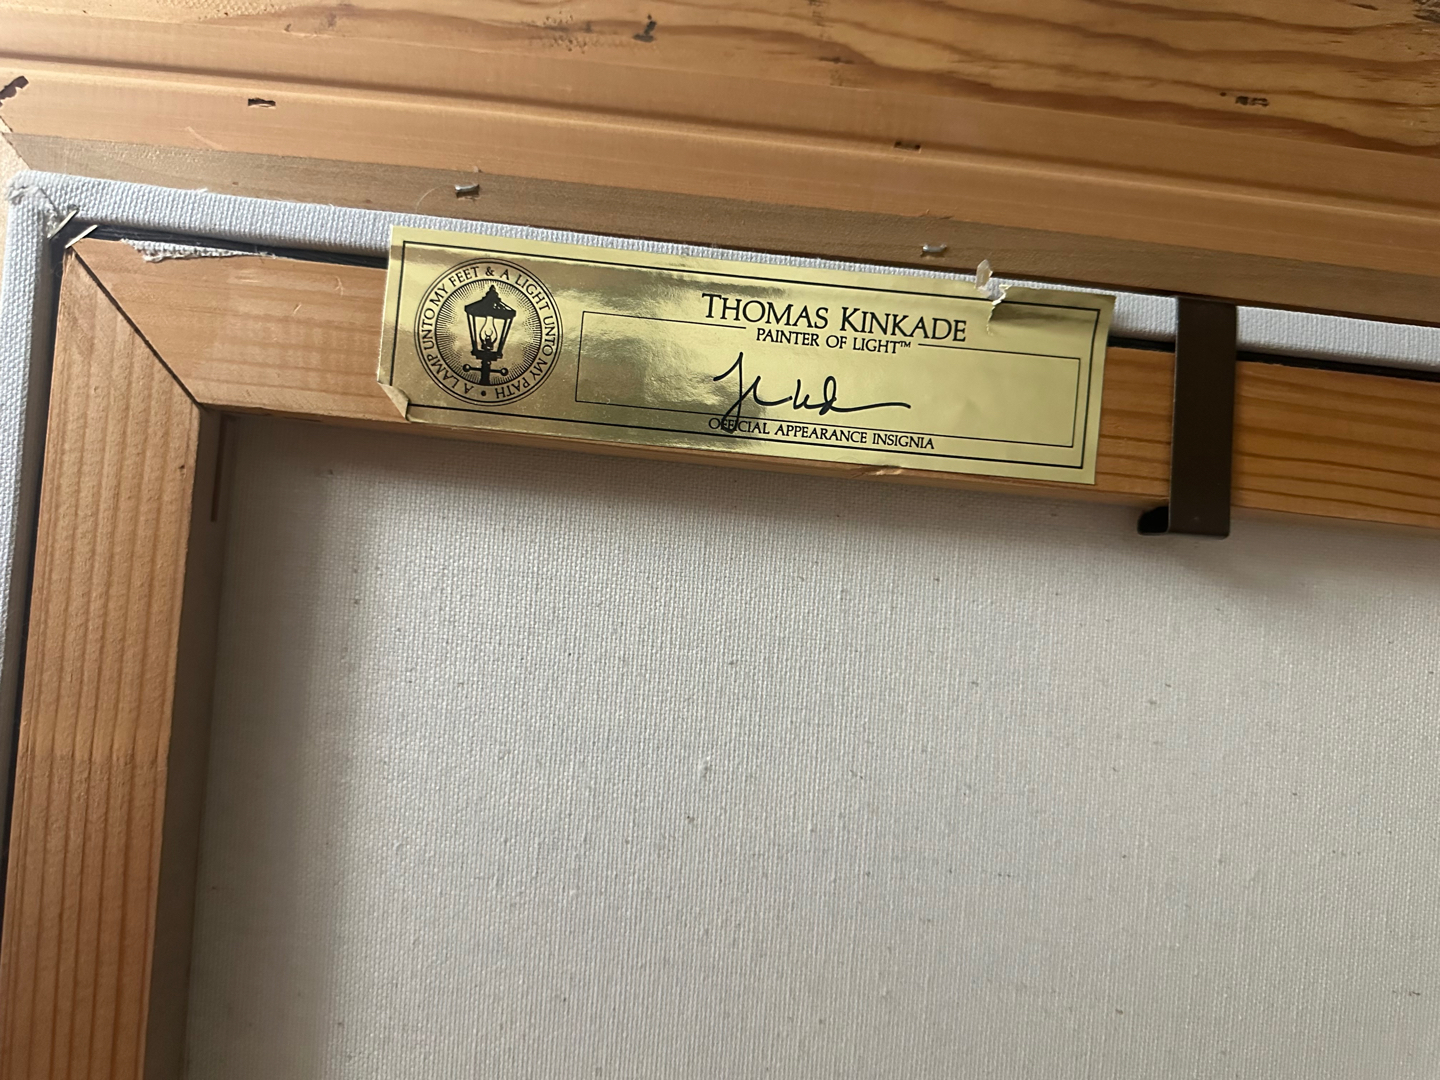 A LAMP UNTO MY FEET & A LIGHT UNTO MY PATH •
THOMAS KINKADE
PAINTER OF LIGHT™
OFFICIAL APPEARANCE INSIGNIA